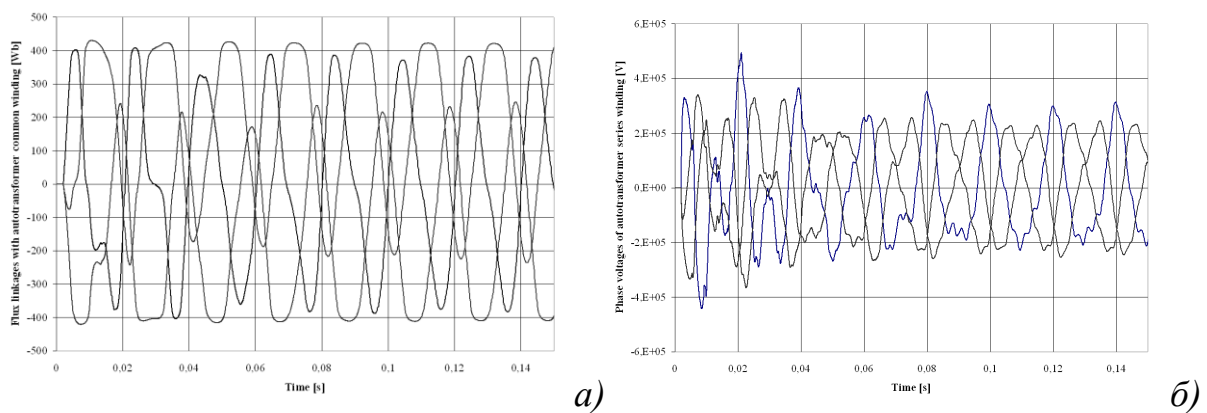 Flux linkages with autotransformer common winding [Wb]
500
400
300
200
100
0
-100
-200
-300
-400
-500
0 0,02 0,04 0,06 0,08 0,1 0,12 0,14
Time [s]
а)
Phase voltages of autotransformer series winding [V]
6,E+05
4,E+05
2,E+05
0,E+00
-2,E+05
-4,E+05
-6,E+05
0 0,02 0,04 0,06 0,08 0,1 0,12 0,14
Time [s]
б)